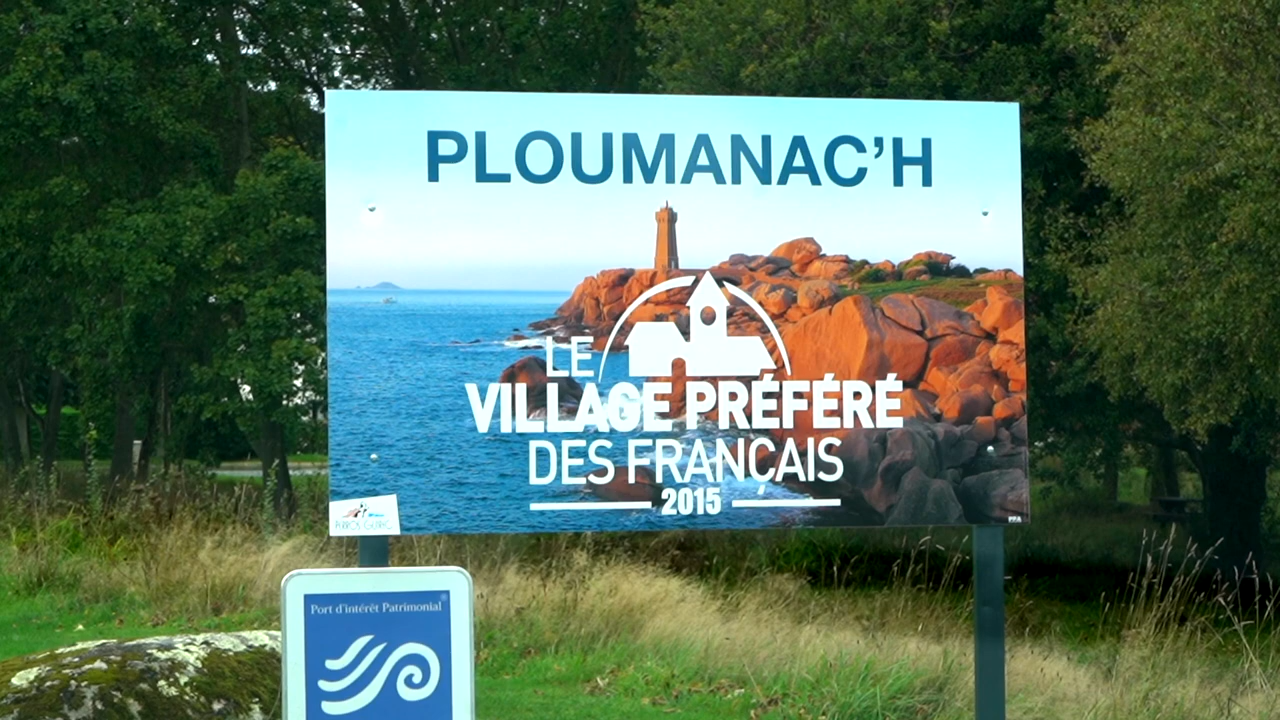 PLOUMANAC'H
LE
VILLAGE PRÉFÉRÉ
DES FRANÇAIS
2015
Port d'intérêt Patrimonial